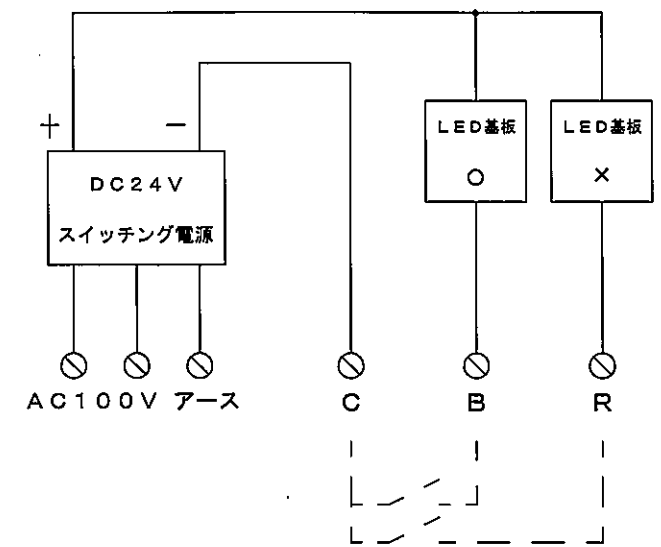 + −
LED基板 LED基板
○ ×
DC24V
スイッチング電源
AC100V アース C B R